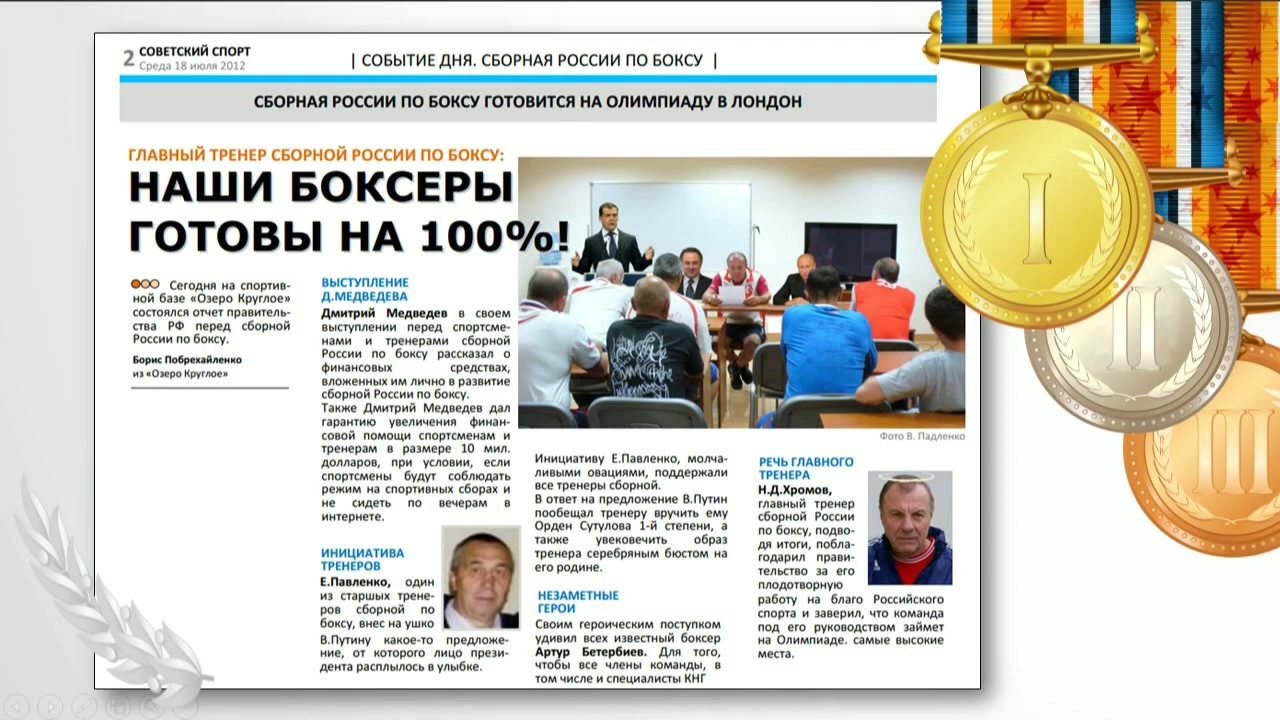 2 СОВЕТСКИЙ СПОРТ
Среда 18 июля 2012
| СОБЫТИЕ ДНЯ. СБОРНАЯ РОССИИ ПО БОКСУ |
СБОРНАЯ РОССИИ ПО БОКСУ ГОТОВИТСЯ НА ОЛИМПИАДУ В ЛОНДОН
ГЛАВНЫЙ ТРЕНЕР СБОРНОЙ РОССИИ ПО БОКСУ:
НАШИ БОКСЕРЫ
ГОТОВЫ НА 100%!
Сегодня на спортив-
ной базе «Озеро Круглое»
состоялся отчет правитель-
ства РФ перед сборной
России по боксу.
Борис Побрехайленко
из «Озеро Круглое»
ВЫСТУПЛЕНИЕ
Д.МЕДВЕДЕВА
Дмитрий Медведев в своем
выступлении перед спортсме-
нами и тренерами сборной
России по боксу рассказал о
финансовых средствах,
вложенных им лично в развитие
сборной России по боксу.
Также Дмитрий Медведев дал
гарантию увеличения финан-
совой помощи спортсменам и
тренерам в размере 10 мил.
долларов, при условии, если
спортсмены будут соблюдать
режим на спортивных сборах и
не сидеть по вечерам в
интернете.
ИНИЦИАТИВА
ТРЕНЕРОВ
Е.Павленко, один
из старших трене-
ров сборной по
боксу, внес на ушко
В.Путину какое-то предложе-
ние, от которого лицо прези-
дента расплылось в улыбке.
Фото В. Падленко
Инициативу Е.Павленко, молча-
ливыми овациями, поддержали
все тренеры сборной.
В ответ на предложение В.Путин
пообещал тренеру вручить ему
Орден Сутулова 1-й степени, а
также увековечить образ
тренера серебряным бюстом на
его родине.
НЕЗАМЕТНЫЕ
ГЕРОИ
Своим героическим поступком
удивил всех известный боксер
Артур Бетербиев. Для того,
чтобы все члены команды, в
том числе и специалисты КНГ
РЕЧЬ ГЛАВНОГО
ТРЕНЕРА
Н.Д.Хромов,
главный тренер
сборной России
по боксу, подво-
дя итоги, побла-
годарил прави-
тельство за его
плодотворную
работу на благо Российского
спорта и заверил, что команда
под его руководством займет
на Олимпиаде. самые высокие
места.
I
II
III